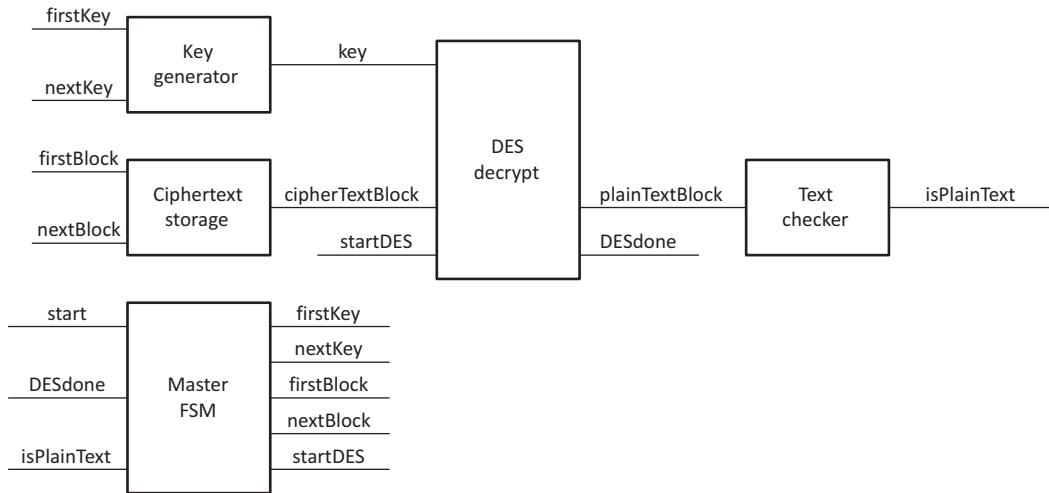 firstKey
Key
generator
key
nextKey
DES
decrypt
firstBlock
Ciphertext
storage
cipherTextBlock
plainTextBlock
Text
checker
isPlainText
nextBlock
startDES
DESdone
start
firstKey
nextKey
DESdone
Master
FSM
firstBlock
nextBlock
isPlainText
startDES